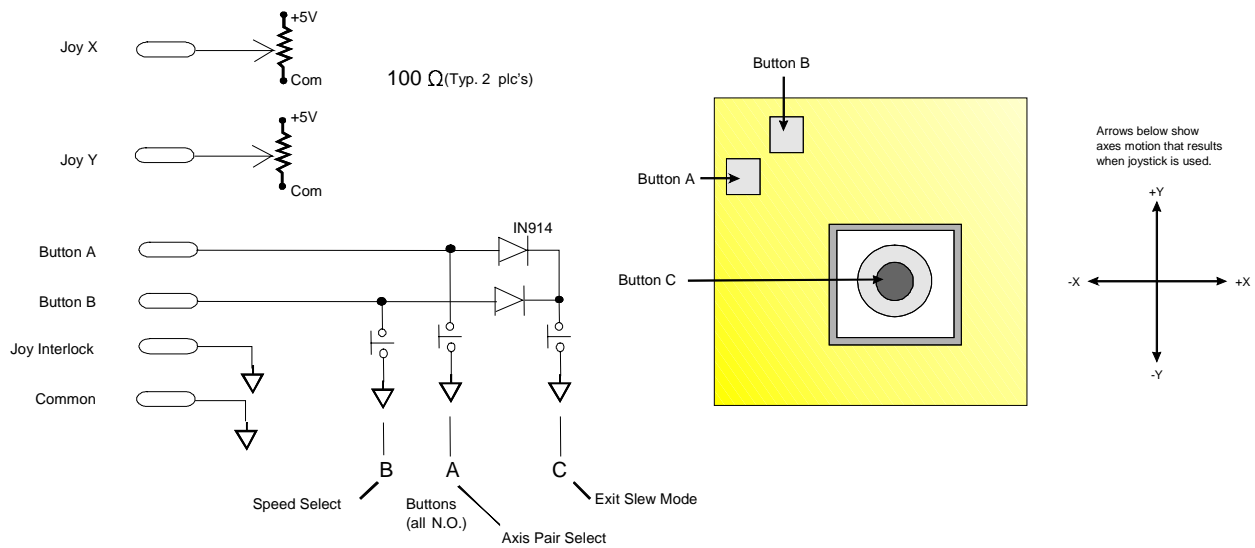 +5V
Joy X
Com
100 Ω(Typ. 2 plc's)
+5V
Joy Y
Com
IN914
Button A
Button B
Joy Interlock
Common
B
A
C
Speed Select
Buttons
(all N.O.)
Exit Slew Mode
Axis Pair Select
Button B
Button A
Button C
Arrows below show
axes motion that results
when joystick is used.
+Y
-X
+X
-Y